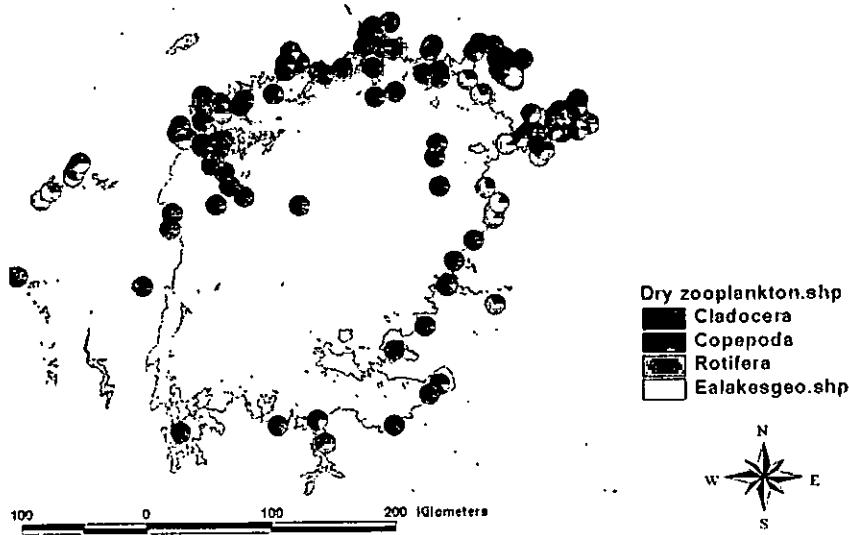 Dry zooplankton.shp
Cladocera
Copepoda
Rotifera
Ealakesgeo.shp
N
W E
S
100 0 100 200 Kilometers